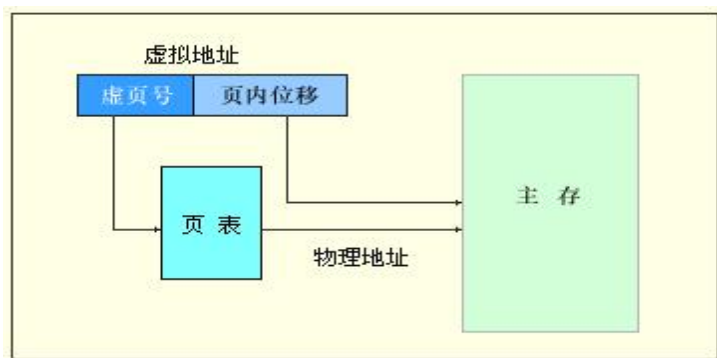 虚拟地址
虚页号 页内位移
主 存
页 表
物理地址